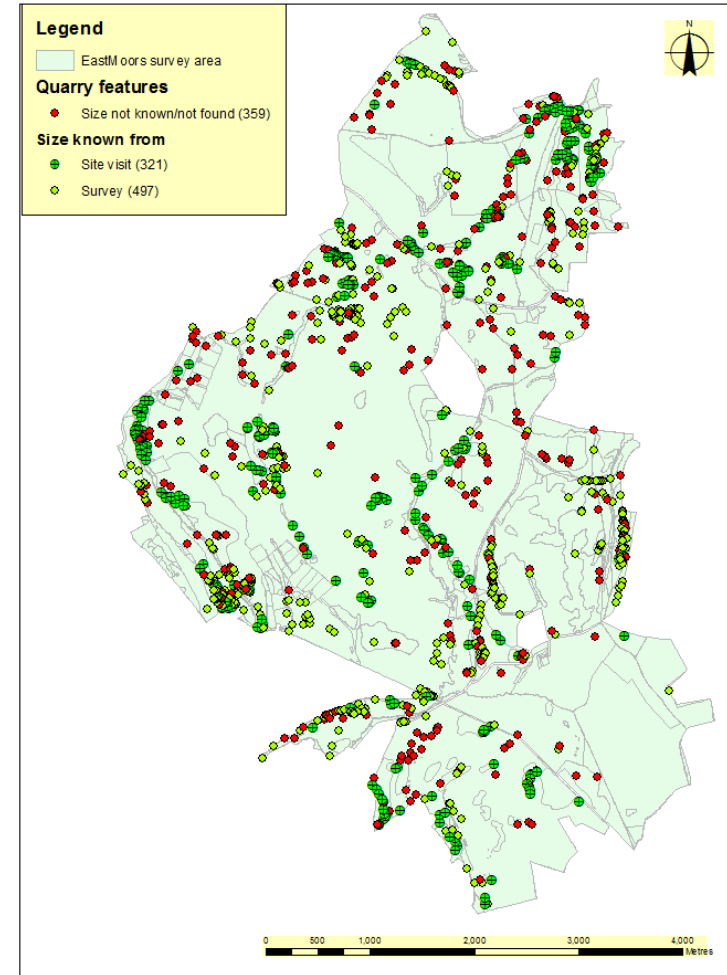 Legend
EastMoors survey area
Quarry features
Size not known/not found (359)
Size known from
Site visit (321)
Survey (497)
N
0 500 1,000 2,000 3,000 4,000
Metres